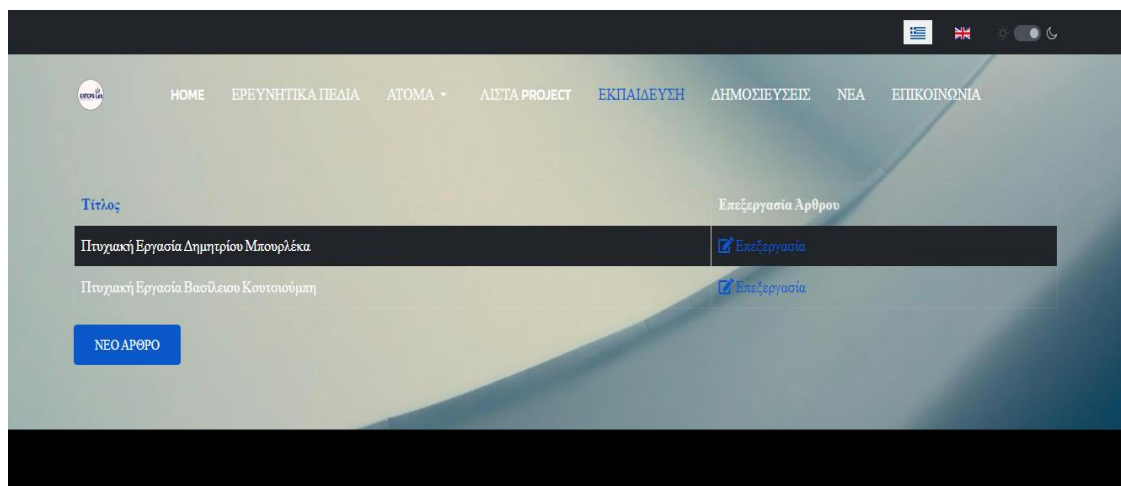 HOME ΕΡΕΥΝΗΤΙΚΑ ΠΕΔΙΑ ΑΤΟΜΑ ΛΙΣΤΑ PROJECT ΕΚΠΑΙΔΕΥΣΗ ΔΗΜΟΣΙΕΥΣΕΙΣ ΝΕΑ ΕΠΙΚΟΙΝΩΝΙΑ
Τίτλος Επεξεργασία Άρθρου
Πτυχιακή Εργασία Δημητρίου Μπουρλέκα Επεξεργασία
Πτυχιακή Εργασία Βασίλειου Κουτσιούμπη Επεξεργασία
ΝΕΟ ΑΡΘΡΟ